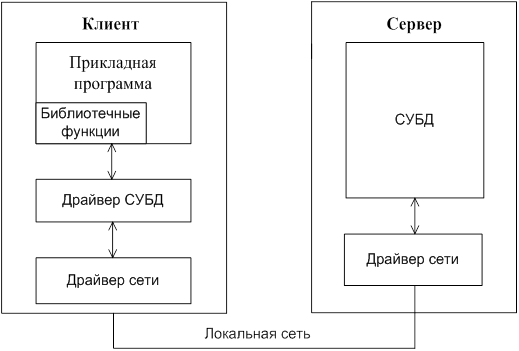 Клиент
Прикладная
программа
Библиотечные
функции
Драйвер СУБД
Драйвер сети
Сервер
СУБД
Драйвер сети
Локальная сеть